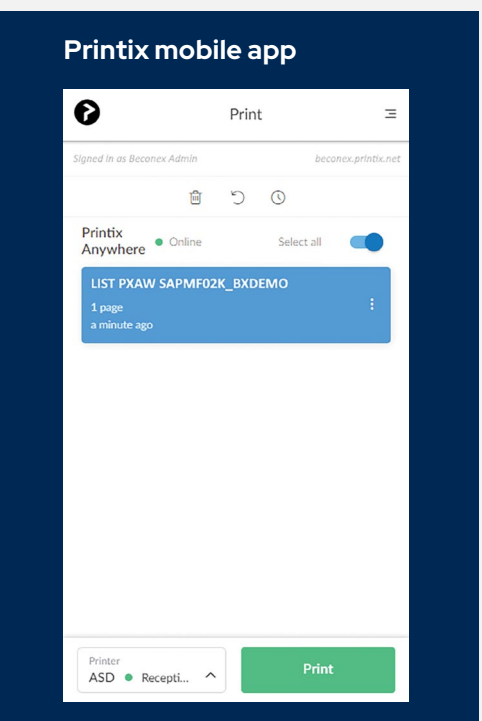 Printix mobile app
Print
Signed in as Beconex Admin beconex.printix.net
Printix
Anywhere Online Select all
LIST PXAW SAPMF02K_BXDEMO
1 page
a minute ago
Printer
ASD Recepti...
Print